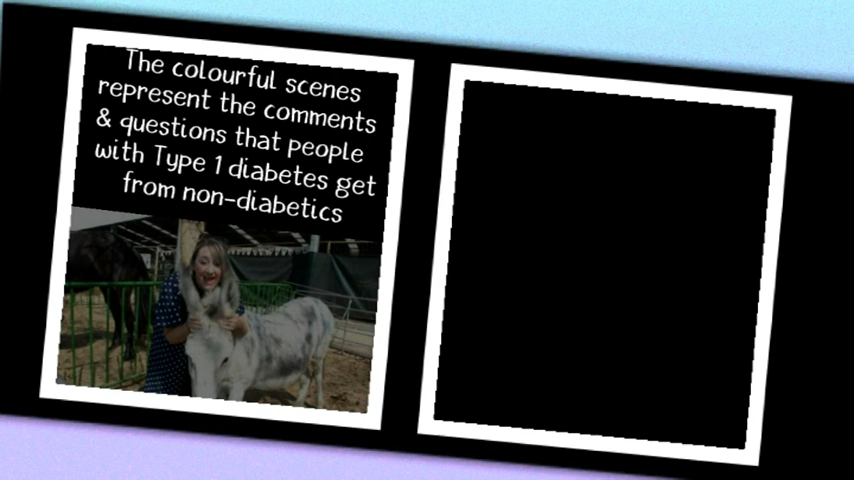 The colourful scenes
represent the comments
& questions that people
with Type 1 diabetes get
from non-diabetics